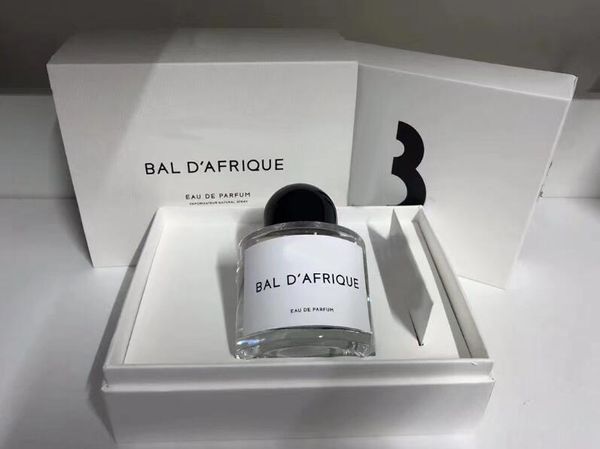 BAL D'AFRIQUE
EAU DE PARFUM
VAPORISATEUR NATURAL SPRAY
B
BAL D'AFRIQUE
EAU DE PARFUM